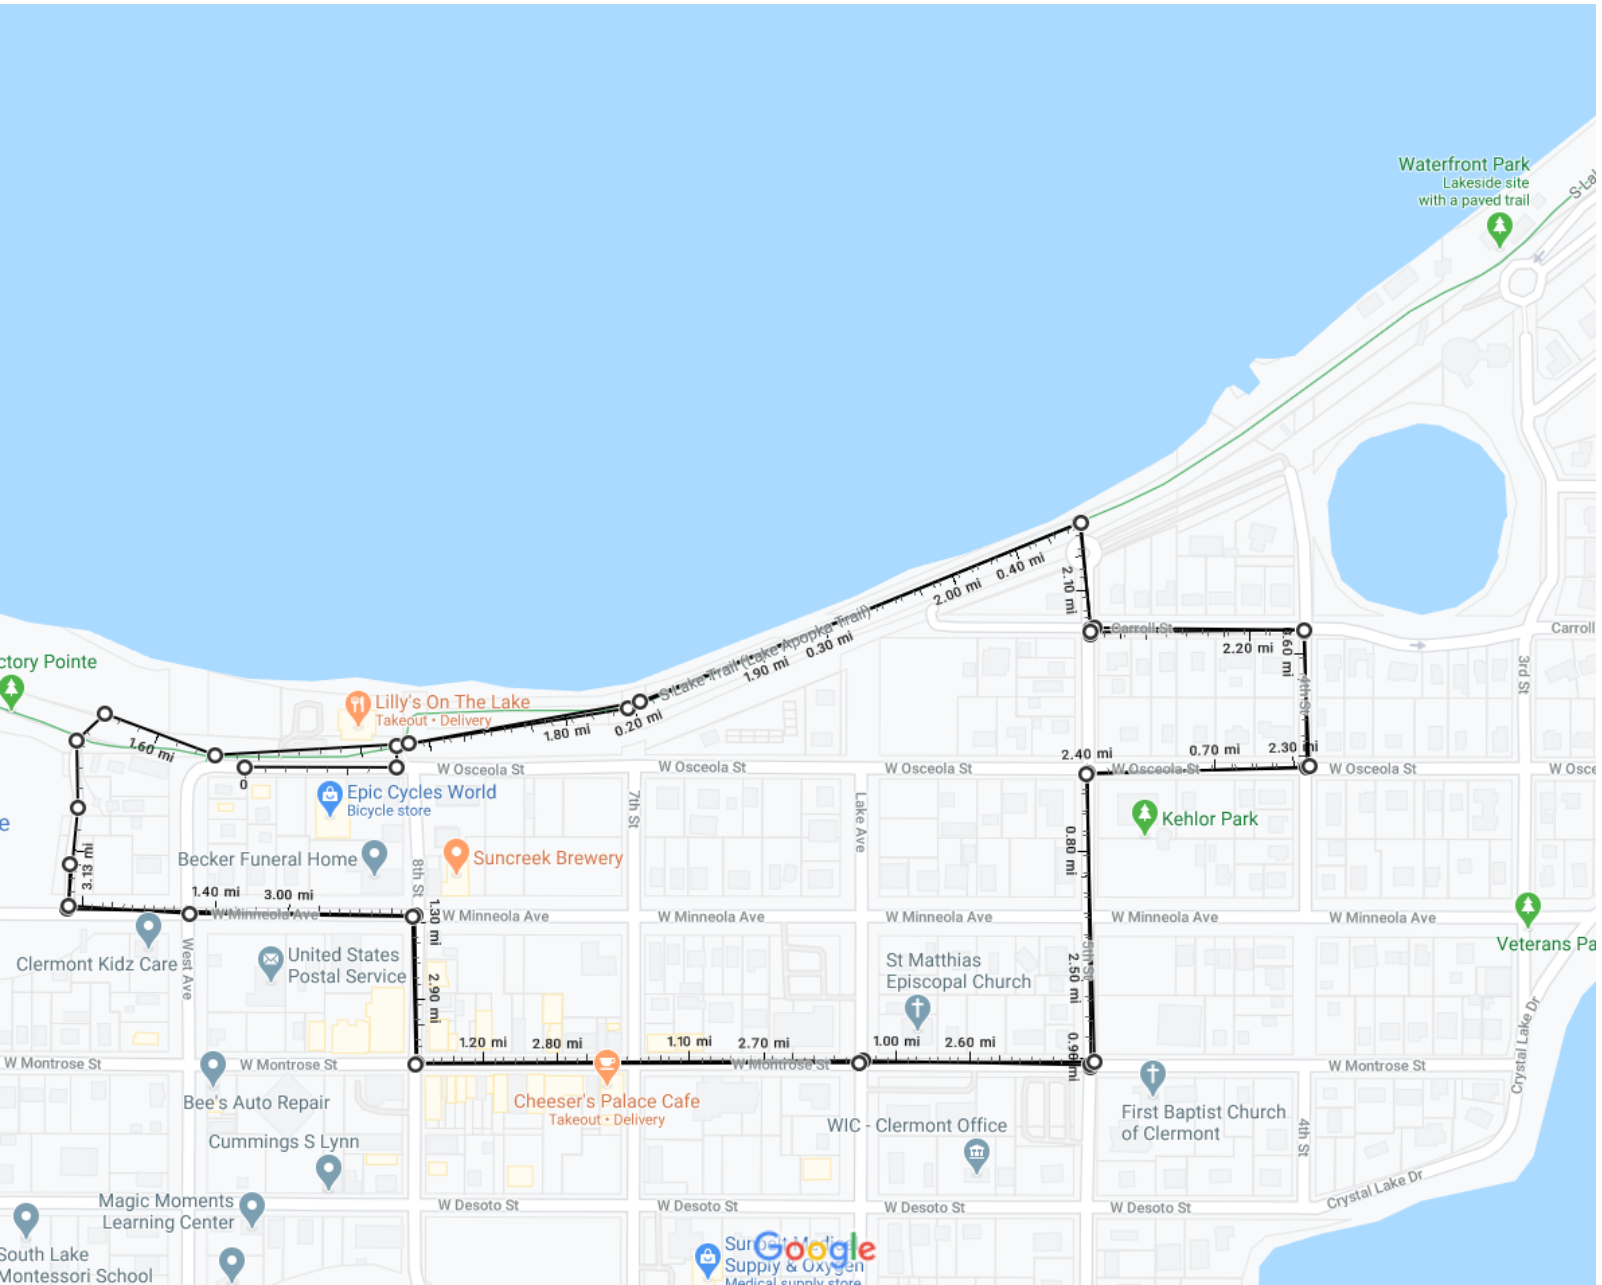 Waterfront Park
Lakeside site
with a paved trail
S-La
0.40 mi
2.00 mi
2.10 mi
S Lake Trail (Lake Apopka Trail)
0.30 mi
1.90 mi
Carroll St
Carroll
2.20 mi
0.60 mi
4th St
3rd St
ctory Pointe
Lilly's On The Lake
Takeout • Delivery
1.60 mi
1.80 mi
0.20 mi
0
W Osceola St
W Osceola St
W Osceola St
2.40 mi
0.70 mi
2.30 mi
W Osceola St
W Osceola St
W Osce
Epic Cycles World
Bicycle store
7th St
Lake Ave
Kehlor Park
e
0.80 mi
Becker Funeral Home
Suncreek Brewery
8th St
3.13 mi
1.40 mi
3.00 mi
W Minneola Ave
1.30 mi
W Minneola Ave
W Minneola Ave
W Minneola Ave
W Minneola Ave
W Minneola Ave
Veterans Pa
Clermont Kidz Care
West Ave
United States
Postal Service
2.90 mi
St Matthias
Episcopal Church
5th St
2.50 mi
Crystal Lake Dr
W Montrose St
W Montrose St
1.20 mi
2.80 mi
1.10 mi
2.70 mi
W Montrose St
1.00 mi
2.60 mi
0.90 mi
W Montrose St
Bee's Auto Repair
Cheeser's Palace Cafe
Takeout • Delivery
WIC - Clermont Office
First Baptist Church
of Clermont
4th St
Cummings S Lynn
Magic Moments
Learning Center
W Desoto St
W Desoto St
W Desoto St
W Desoto St
Crystal Lake Dr
South Lake
Montessori School
Google
Sunbelt Medical
Supply & Oxygen
Medical supply store